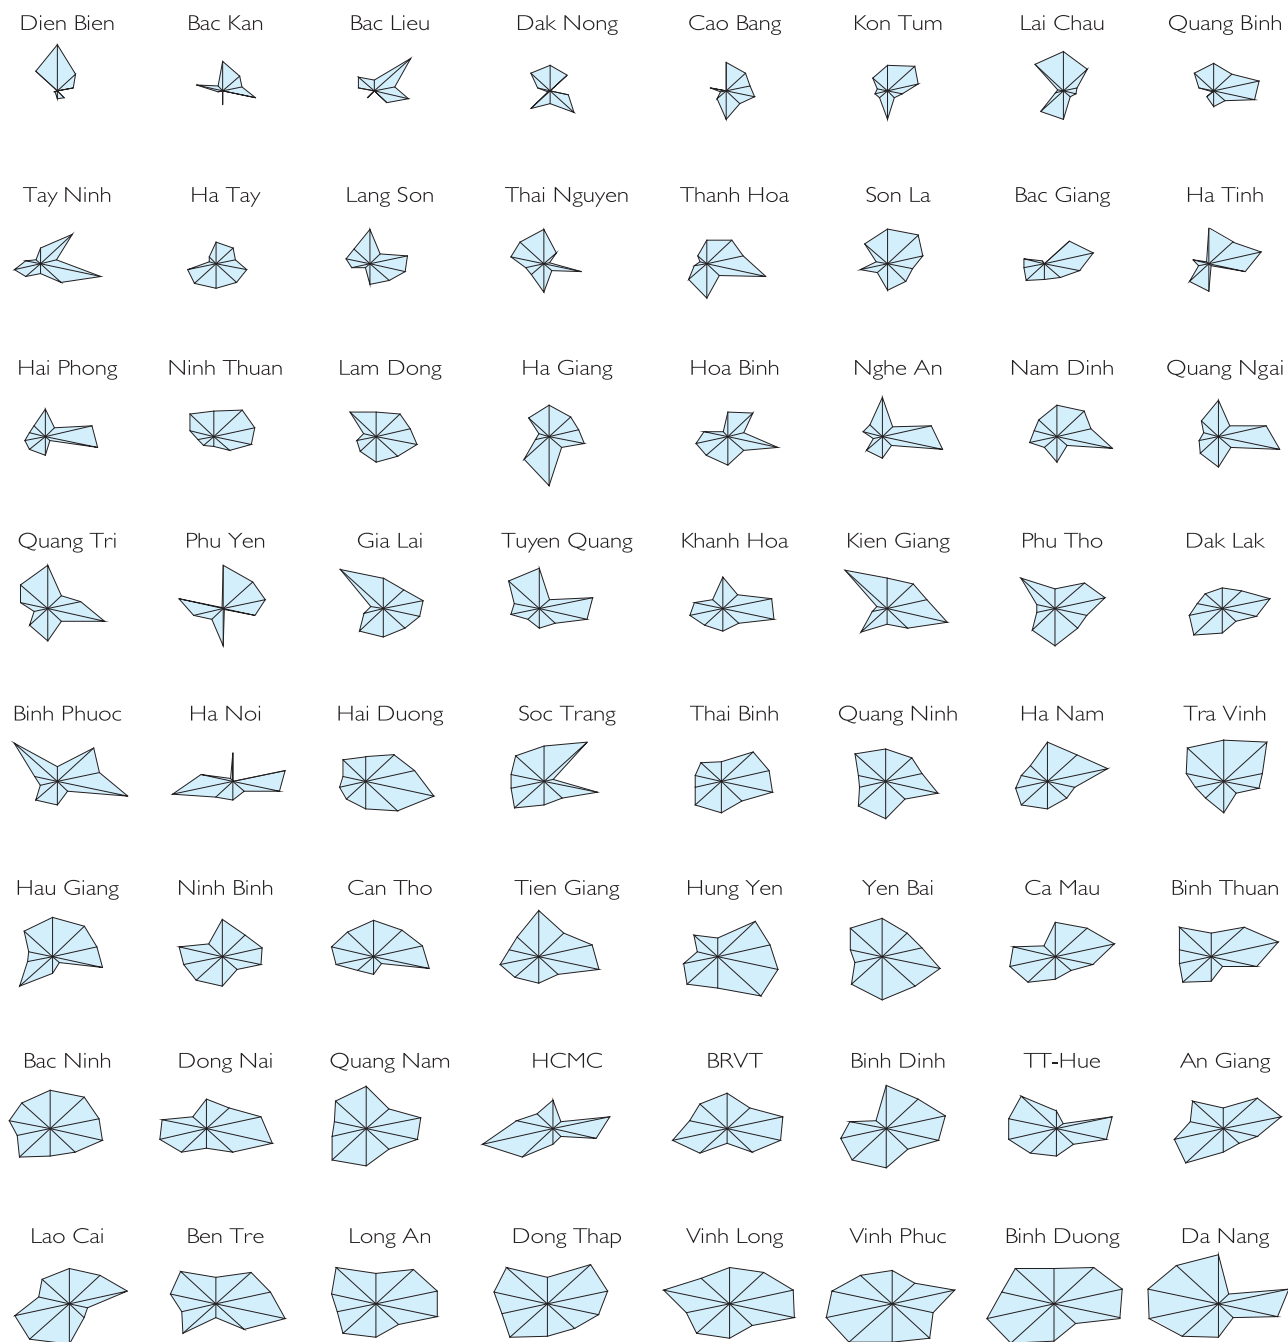 Dien Bien Bac Kan Bac Lieu Dak Nong Cao Bang Kon Tum Lai Chau Quang Binh
Tay Ninh Ha Tay Lang Son Thai Nguyen Thanh Hoa Son La Bac Giang Ha Tinh
Hai Phong Ninh Thuan Lam Dong Ha Giang Hoa Binh Nghe An Nam Dinh Quang Ngai
Quang Tri Phu Yen Gia Lai Tuyen Quang Khanh Hoa Kien Giang Phu Tho Dak Lak
Binh Phuoc Ha Noi Hai Duong Soc Trang Thai Binh Quang Ninh Ha Nam Tra Vinh
Hau Giang Ninh Binh Can Tho Tien Giang Hung Yen Yen Bai Ca Mau Binh Thuan
Bac Ninh Dong Nai Quang Nam HCMC BRVT Binh Dinh TT-Hue An Giang
Lao Cai Ben Tre Long An Dong Thap Vinh Long Vinh Phuc Binh Duong Da Nang